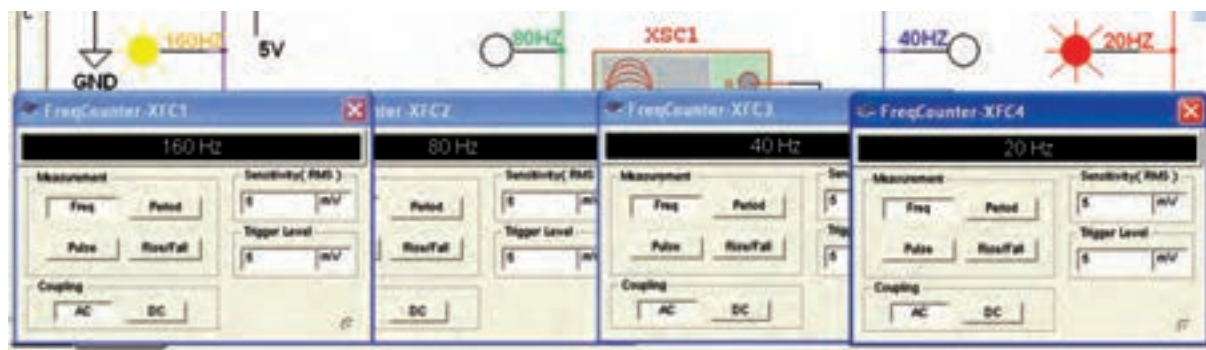 160HZ
5V
80HZ
XSC1
40HZ
20HZ
GND
FreqCounter-XFC1
160 Hz
Measurement
Freq
Period
Pulse
Rise/Fall
Sensitivity( RMS )
mV
Trigger Level
mV
Coupling
AC
DC
nter-XFC2
80 Hz
Period
Rise/Fall
Sensitivity( RMS
Trigger Level
DC
FreqCounter-XFC3
40 Hz
Measurement
Freq
Period
Pulse
Rise/Fall
Sen
Trig
Coupling
AC
DC
FreqCounter-XFC4
20 Hz
Measurement
Freq
Period
Pulse
Rise/Fall
Sensitivity( RMS )
mV
Trigger Level
mV
Coupling
AC
DC